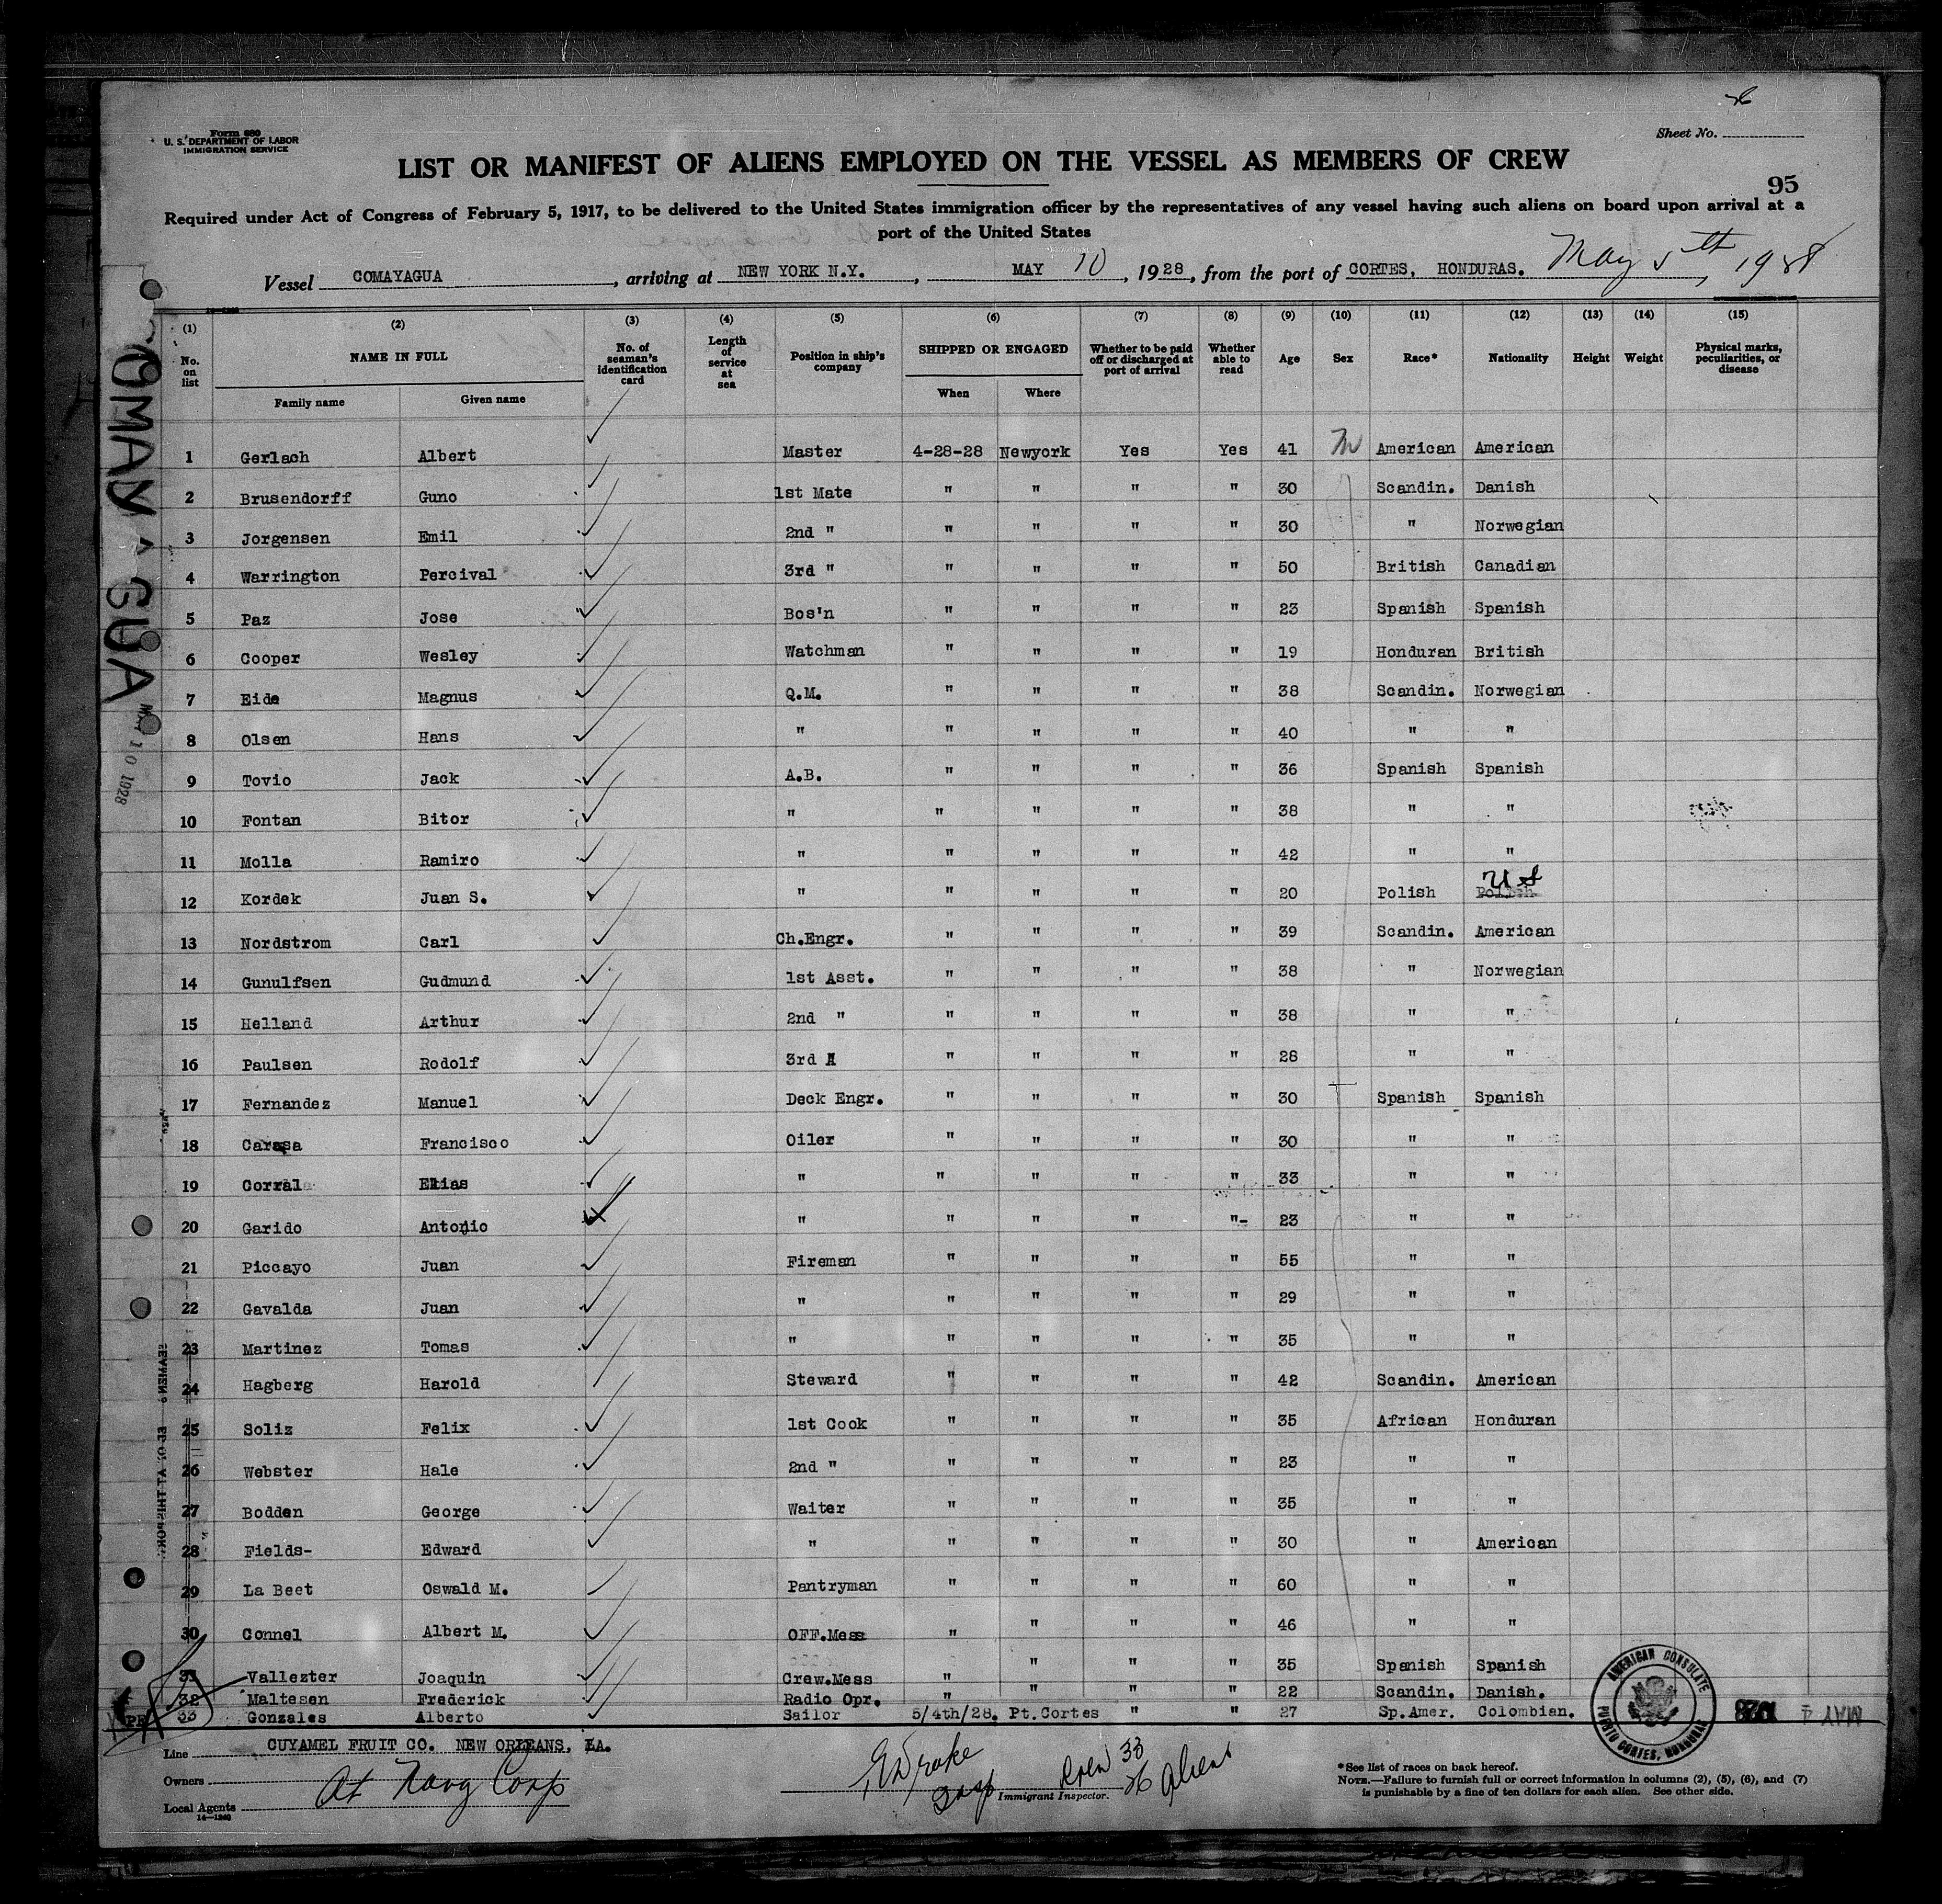 Form 680
U. S. DEPARTMENT OF LABOR
IMMIGRATION SERVICE
Sheet No.
LIST OR MANIFEST OF ALIENS EMPLOYED ON THE VESSEL AS MEMBERS OF CREW
95
Required under Act of Congress of February 5, 1917, to be delivered to the United States immigration officer by the representatives of any vessel having such aliens on board upon arrival at a
port of the United States
Vessel COMAYAGUA, arriving at NEW YORK N.Y., MAY 10, 1928, from the port of CORTES, HONDURAS. May 5th, 1928
(1) (2) (3) (4) (5) (6) (7) (8) (9) (10) (11) (12) (13) (14) (15)
No. on list NAME IN FULL Family name Given name No. of seaman's identification card Length of service at sea Position in ship's company SHIPPED OR ENGAGED When Where Whether to be paid off or discharged at port of arrival Whether able to read Age Sex Race* Nationality Height Weight Physical marks, peculiarities, or disease
1 Gerlach Albert Master 4-28-28 Newyork Yes Yes 41 M American American
2 Brusendorff Guno 1st Mate " " " " 30 Scandin. Danish
3 Jorgensen Emil 2nd " " " " " 30 " Norwegian
4 Warrington Percival 3rd " " " " " 50 British Canadian
5 Paz Jose Bos'n " " " " 23 Spanish Spanish
6 Cooper Wesley Watchman " " " " 19 Honduran British
7 Eide Magnus Q.M. " " " " 38 Scandin. Norwegian
8 Olsen Hans " " " " " 40 " "
9 Tovio Jack A.B. " " " " 36 Spanish Spanish
10 Fontan Bitor " " " " " 38 " "
11 Molla Ramiro " " " " " 42 " "
12 Kordek Juan S. " " " " " 20 Polish Polish U S
13 Nordstrom Carl Ch.Engr. " " " " 39 Scandin. American
14 Gunulfsen Gudmund 1st Asst. " " " " 38 " Norwegian
15 Helland Arthur 2nd " " " " " 38 " "
16 Paulsen Rodolf 3rd " " " " 28 " "
17 Fernandez Manuel Deck Engr. " " " " 30 Spanish Spanish
18 Francisco Oiler " " " " 30 " "
19 Corral Elias " " " " " 33 " "
20 Garido Antonio " " " " "- 23 " "
21 Piccayo Juan Fireman " " " " 55 " "
22 Gavalda Juan " " " " " 29 " "
23 Martinez Tomas " " " " " 35 " "
24 Hagberg Harold Steward " " " " 42 Scandin. American
25 Soliz Felix 1st Cook " " " " 35 African Honduran
26 Webster Hale 2nd " " " " " 23 " "
27 Bodden George Waiter " " " " 35 " "
28 Fields- Edward " " " " " 30 " American
29 La Beet Oswald M. Pantryman " " " " 60 " "
30 Connel Albert M. OFF.Mess " " " " 46 " "
31 Vallezter Joaquin Crew.Mess " " " " 35 Spanish Spanish
32 Maltesen Frederick Radio Opr. " " " " 22 Scandin. Danish.
33 Gonzales Alberto Sailor 5/4th/28. Pt.Cortes " " 27 Sp.Amer. Colombian.
COMAYAGUA
MAY 10 1928
AMERICAN CONSULATE
PUERTO CORTES, HONDURAS
MAY 4 1928
Line CUYAMEL FRUIT CO. NEW ORLEANS, LA.
Owners
Local Agents
14—1240
At Navy Corp
Drake
Insp
Immigrant Inspector.
Crew 33
26 Aliens
*See list of races on back hereof.
NOTE.—Failure to furnish full or correct information in columns (2), (5), (6), and (7)
is punishable by a fine of ten dollars for each alien. See other side.